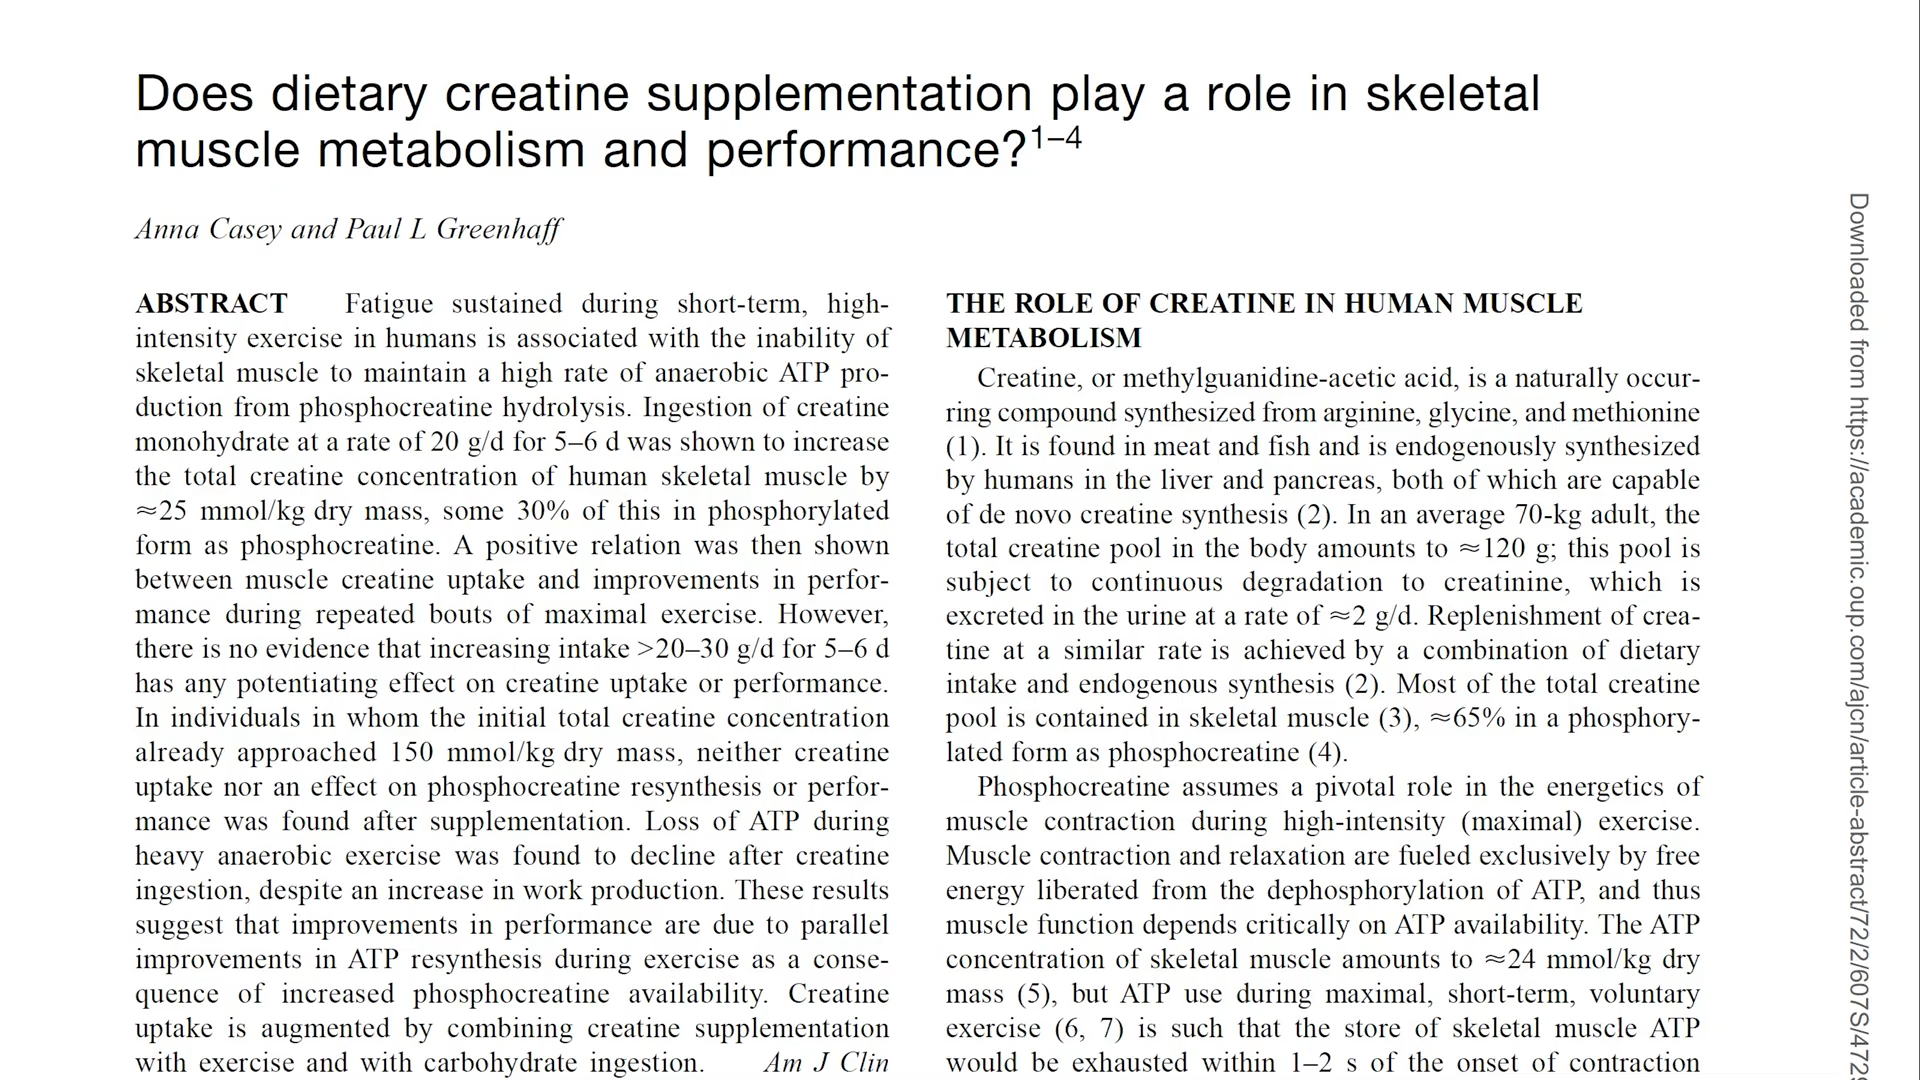 Does dietary creatine supplementation play a role in skeletal
muscle metabolism and performance?1–4
Anna Casey and Paul L Greenhaff
ABSTRACT Fatigue sustained during short-term, high-
intensity exercise in humans is associated with the inability of
skeletal muscle to maintain a high rate of anaerobic ATP pro-
duction from phosphocreatine hydrolysis. Ingestion of creatine
monohydrate at a rate of 20 g/d for 5–6 d was shown to increase
the total creatine concentration of human skeletal muscle by
≈25 mmol/kg dry mass, some 30% of this in phosphorylated
form as phosphocreatine. A positive relation was then shown
between muscle creatine uptake and improvements in perfor-
mance during repeated bouts of maximal exercise. However,
there is no evidence that increasing intake >20–30 g/d for 5–6 d
has any potentiating effect on creatine uptake or performance.
In individuals in whom the initial total creatine concentration
already approached 150 mmol/kg dry mass, neither creatine
uptake nor an effect on phosphocreatine resynthesis or perfor-
mance was found after supplementation. Loss of ATP during
heavy anaerobic exercise was found to decline after creatine
ingestion, despite an increase in work production. These results
suggest that improvements in performance are due to parallel
improvements in ATP resynthesis during exercise as a conse-
quence of increased phosphocreatine availability. Creatine
uptake is augmented by combining creatine supplementation
with exercise and with carbohydrate ingestion. Am J Clin
THE ROLE OF CREATINE IN HUMAN MUSCLE
METABOLISM
Creatine, or methylguanidine-acetic acid, is a naturally occur-
ring compound synthesized from arginine, glycine, and methionine
(1). It is found in meat and fish and is endogenously synthesized
by humans in the liver and pancreas, both of which are capable
of de novo creatine synthesis (2). In an average 70-kg adult, the
total creatine pool in the body amounts to ≈120 g; this pool is
subject to continuous degradation to creatinine, which is
excreted in the urine at a rate of ≈2 g/d. Replenishment of crea-
tine at a similar rate is achieved by a combination of dietary
intake and endogenous synthesis (2). Most of the total creatine
pool is contained in skeletal muscle (3), ≈65% in a phosphory-
lated form as phosphocreatine (4).
Phosphocreatine assumes a pivotal role in the energetics of
muscle contraction during high-intensity (maximal) exercise.
Muscle contraction and relaxation are fueled exclusively by free
energy liberated from the dephosphorylation of ATP, and thus
muscle function depends critically on ATP availability. The ATP
concentration of skeletal muscle amounts to ≈24 mmol/kg dry
mass (5), but ATP use during maximal, short-term, voluntary
exercise (6, 7) is such that the store of skeletal muscle ATP
would be exhausted within 1–2 s of the onset of contraction
Downloaded from https://academic.oup.com/ajcn/article-abstract/72/2/607S/472